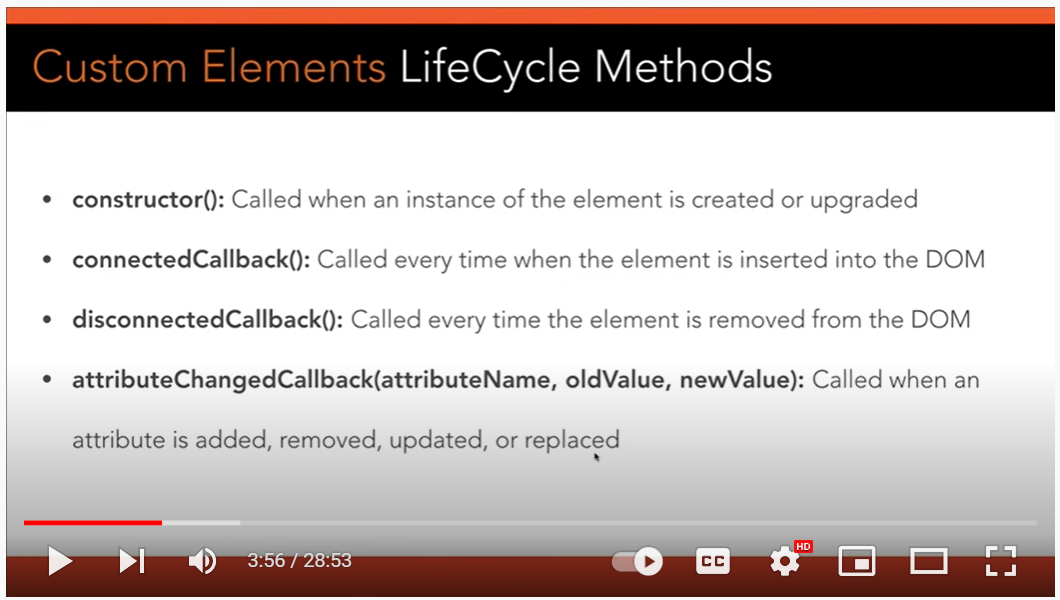 Custom Elements LifeCycle Methods
• constructor(): Called when an instance of the element is created or upgraded
• connectedCallback(): Called every time when the element is inserted into the DOM
• disconnectedCallback(): Called every time the element is removed from the DOM
• attributeChangedCallback(attributeName, oldValue, newValue): Called when an
attribute is added, removed, updated, or replaced
3:56 / 28:53 CC HD